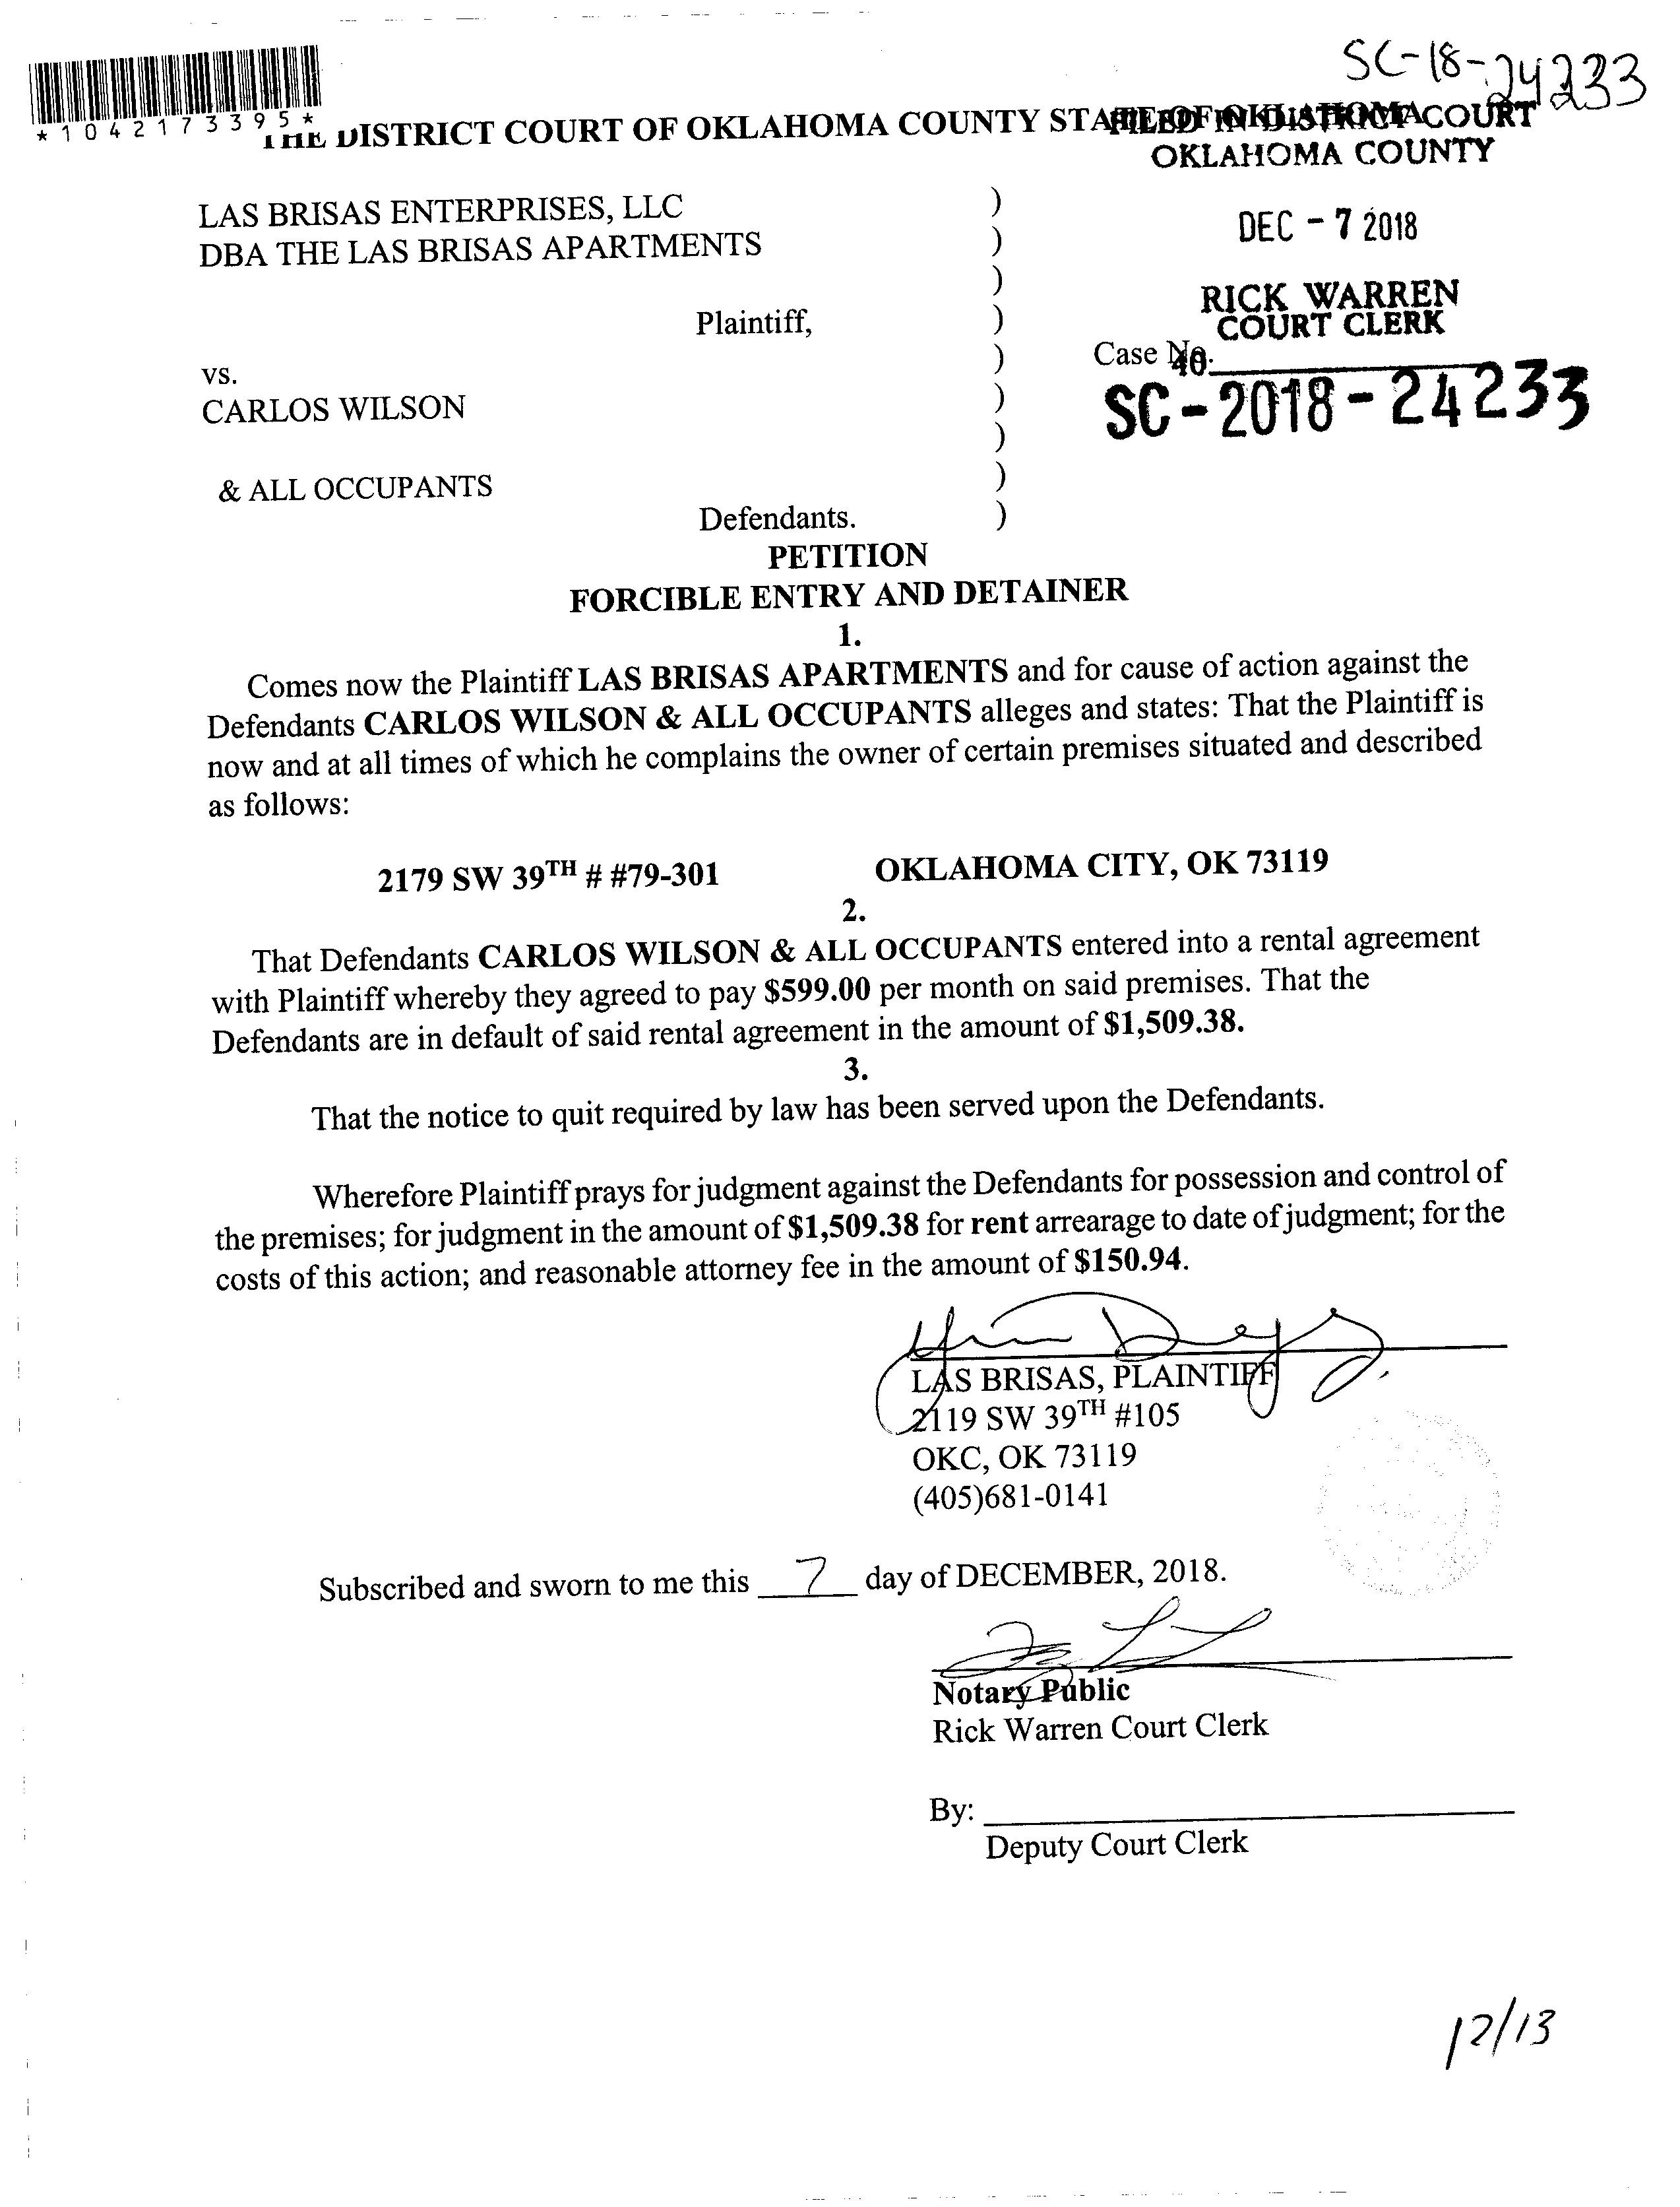 SC-18-24233
*1042173395*
THE DISTRICT COURT OF OKLAHOMA COUNTY STATE OF OKLAHOMA
FILED IN DISTRICT COURT
OKLAHOMA COUNTY
LAS BRISAS ENTERPRISES, LLC )
DBA THE LAS BRISAS APARTMENTS )
DEC - 7 2018
)
Plaintiff, )
RICK WARREN
COURT CLERK
vs. )
Case No.
40
CARLOS WILSON )
SC-2018-24233
)
& ALL OCCUPANTS )
Defendants. )
PETITION
FORCIBLE ENTRY AND DETAINER
1.
Comes now the Plaintiff LAS BRISAS APARTMENTS and for cause of action against the
Defendants CARLOS WILSON & ALL OCCUPANTS alleges and states: That the Plaintiff is
now and at all times of which he complains the owner of certain premises situated and described
as follows:
2179 SW 39TH # #79-301 OKLAHOMA CITY, OK 73119
2.
That Defendants CARLOS WILSON & ALL OCCUPANTS entered into a rental agreement
with Plaintiff whereby they agreed to pay $599.00 per month on said premises. That the
Defendants are in default of said rental agreement in the amount of $1,509.38.
3.
That the notice to quit required by law has been served upon the Defendants.
Wherefore Plaintiff prays for judgment against the Defendants for possession and control of
the premises; for judgment in the amount of $1,509.38 for rent arrearage to date of judgment; for the
costs of this action; and reasonable attorney fee in the amount of $150.94.
LAS BRISAS, PLAINTIFF
2119 SW 39TH #105
OKC, OK 73119
(405)681-0141
Subscribed and sworn to me this 7 day of DECEMBER, 2018.
Notary Public
Rick Warren Court Clerk
By:
Deputy Court Clerk
12/13